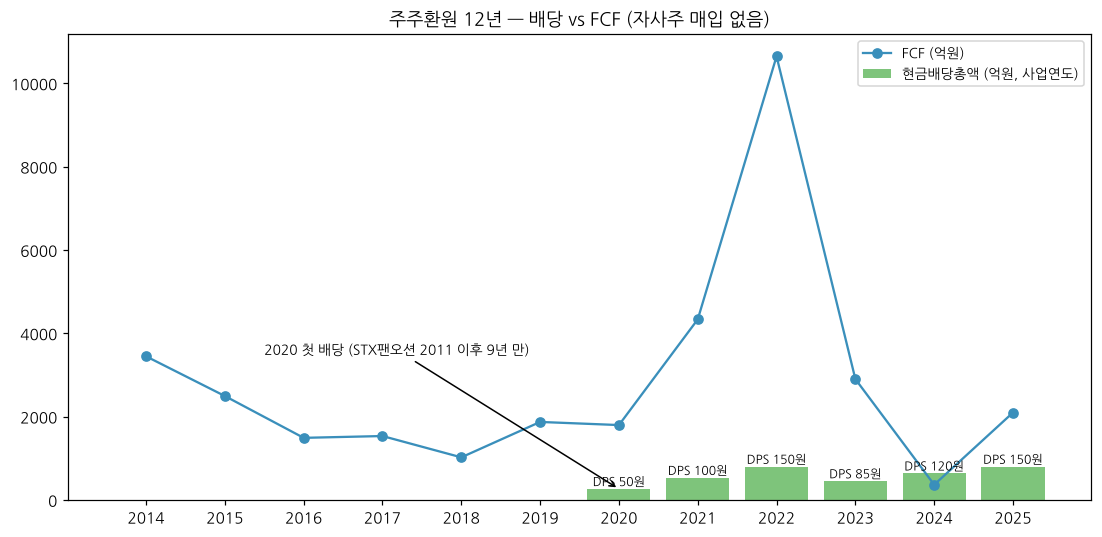 주주환원 12년 — 배당 vs FCF (자사주 매입 없음)
FCF (억원)
현금배당총액 (억원, 사업연도)
10000
8000
6000
4000
2000
0
2020 첫 배당 (STX팬오션 2011 이후 9년 만)
DPS 50원
DPS 100원
DPS 150원
DPS 85원
DPS 120원
DPS 150원
2014 2015 2016 2017 2018 2019 2020 2021 2022 2023 2024 2025